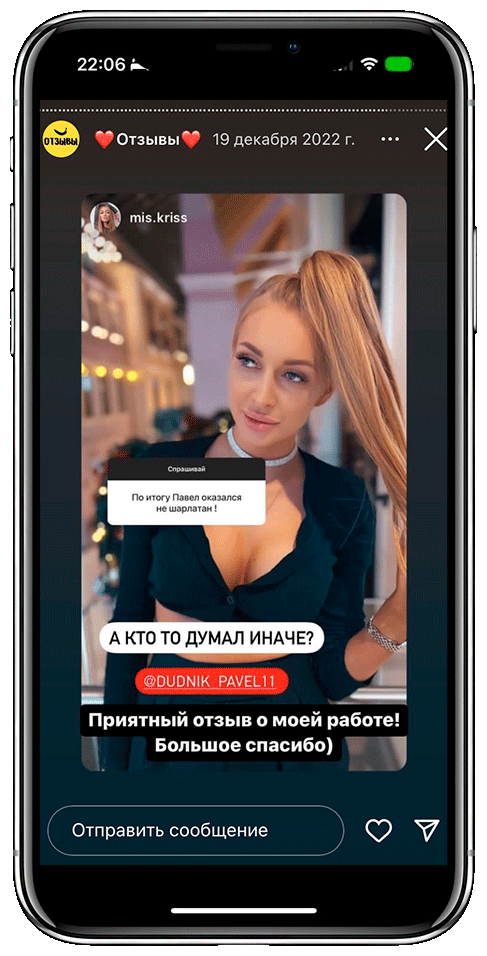 22:06
ОТЗЫВЫ
❤️Отзывы❤️ 19 декабря 2022 г.
mis.kriss
Спрашивай
По итогу Павел оказался
не шарлатан !
А КТО ТО ДУМАЛ ИНАЧЕ?
@DUDNIK_PAVEL11
Приятный отзыв о моей работе!
Большое спасибо)
Отправить сообщение